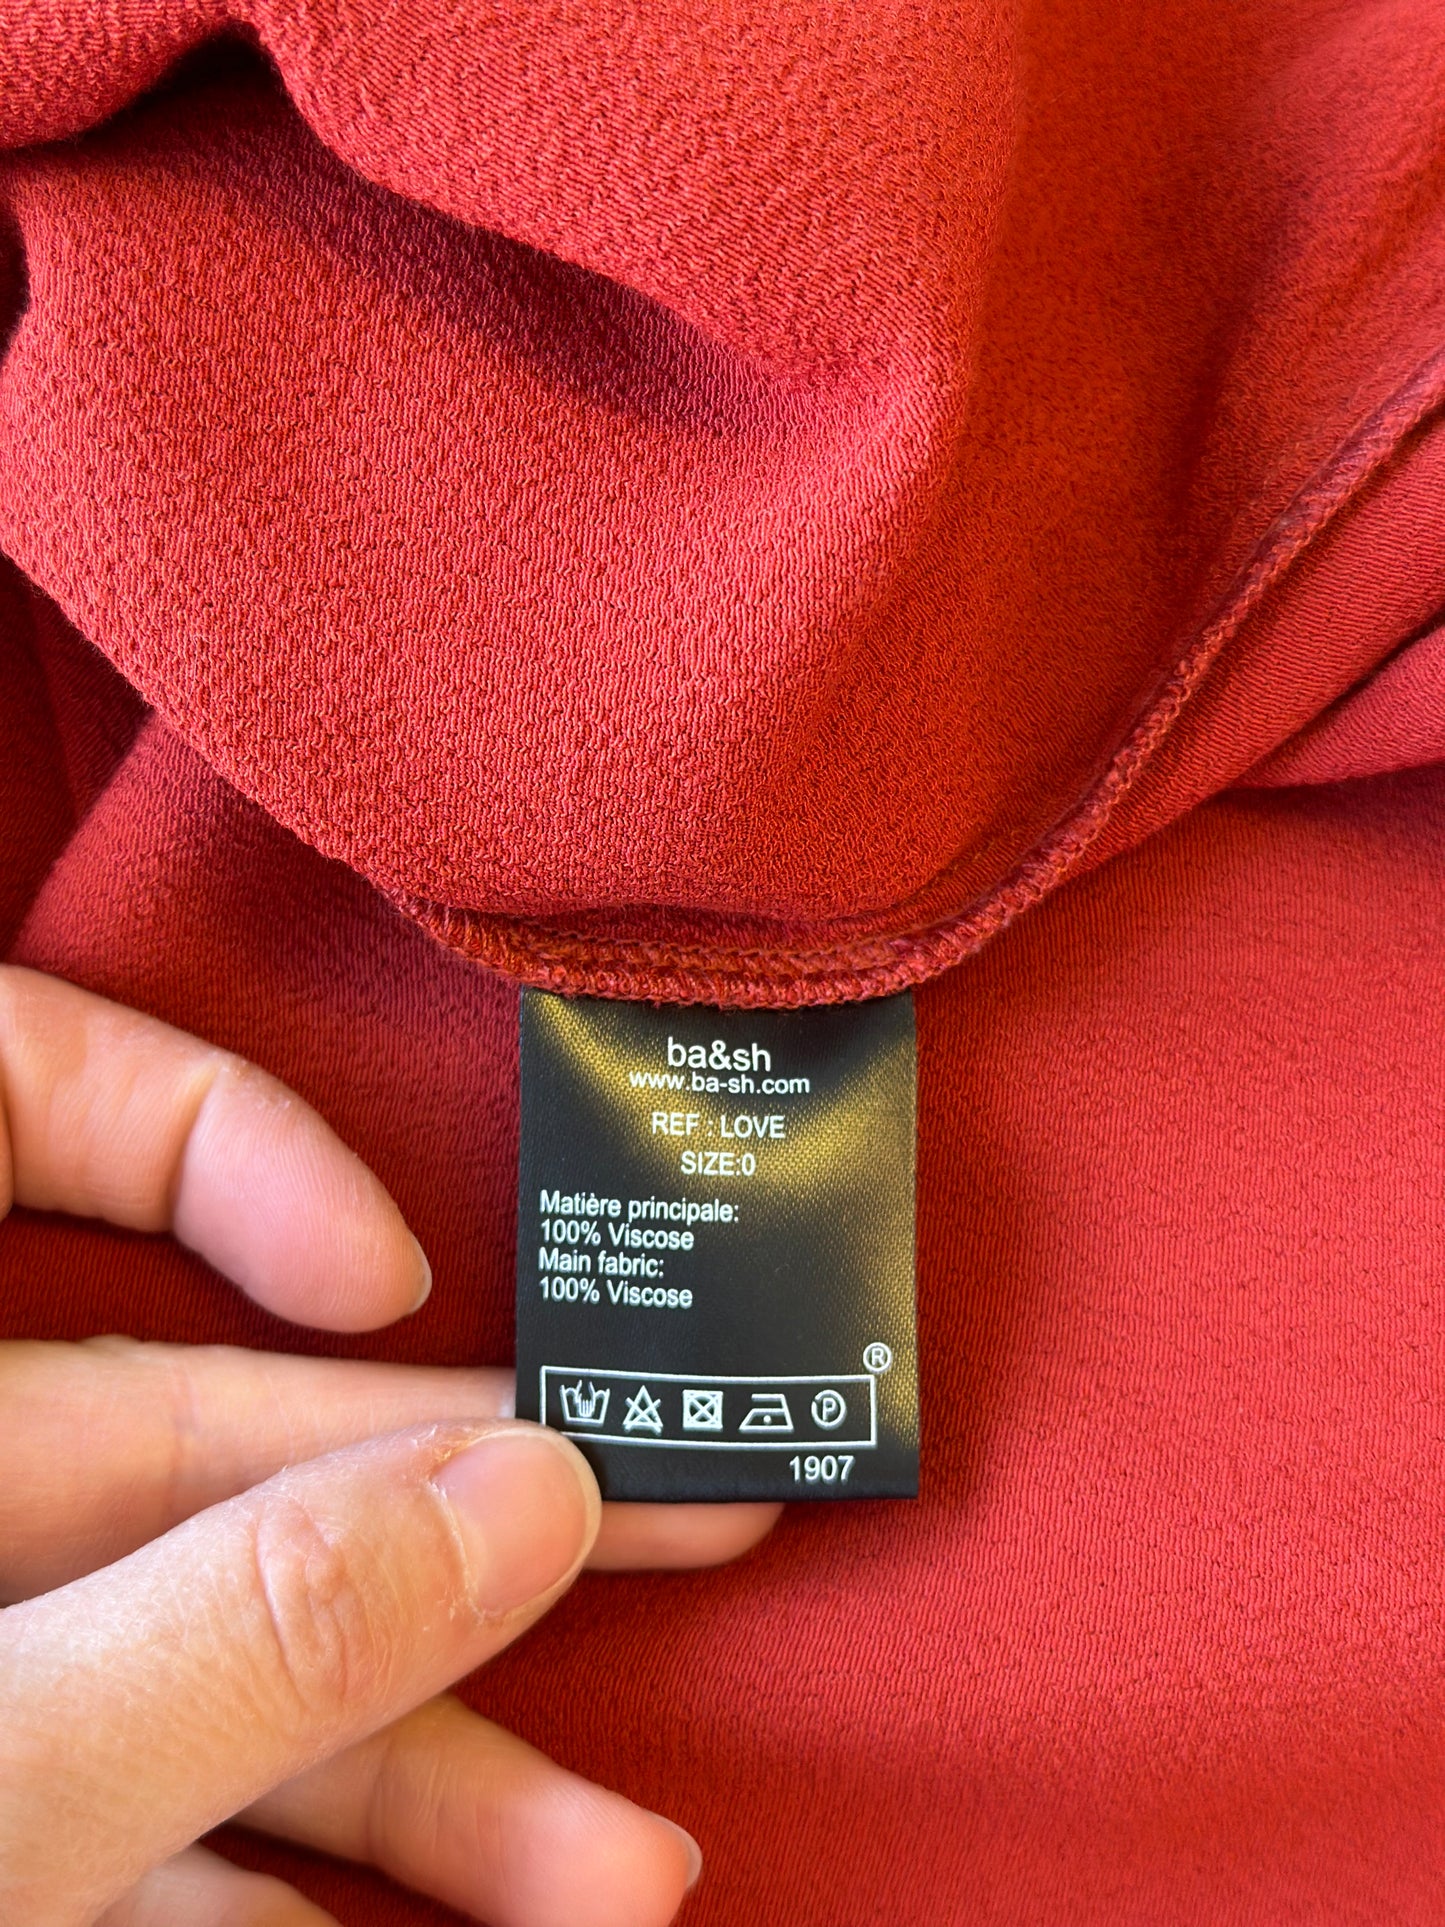 ba&sh
www.ba-sh.com
REF : LOVE
SIZE:0
Matière principale:
100% Viscose
Main fabric:
100% Viscose
®
P
1907